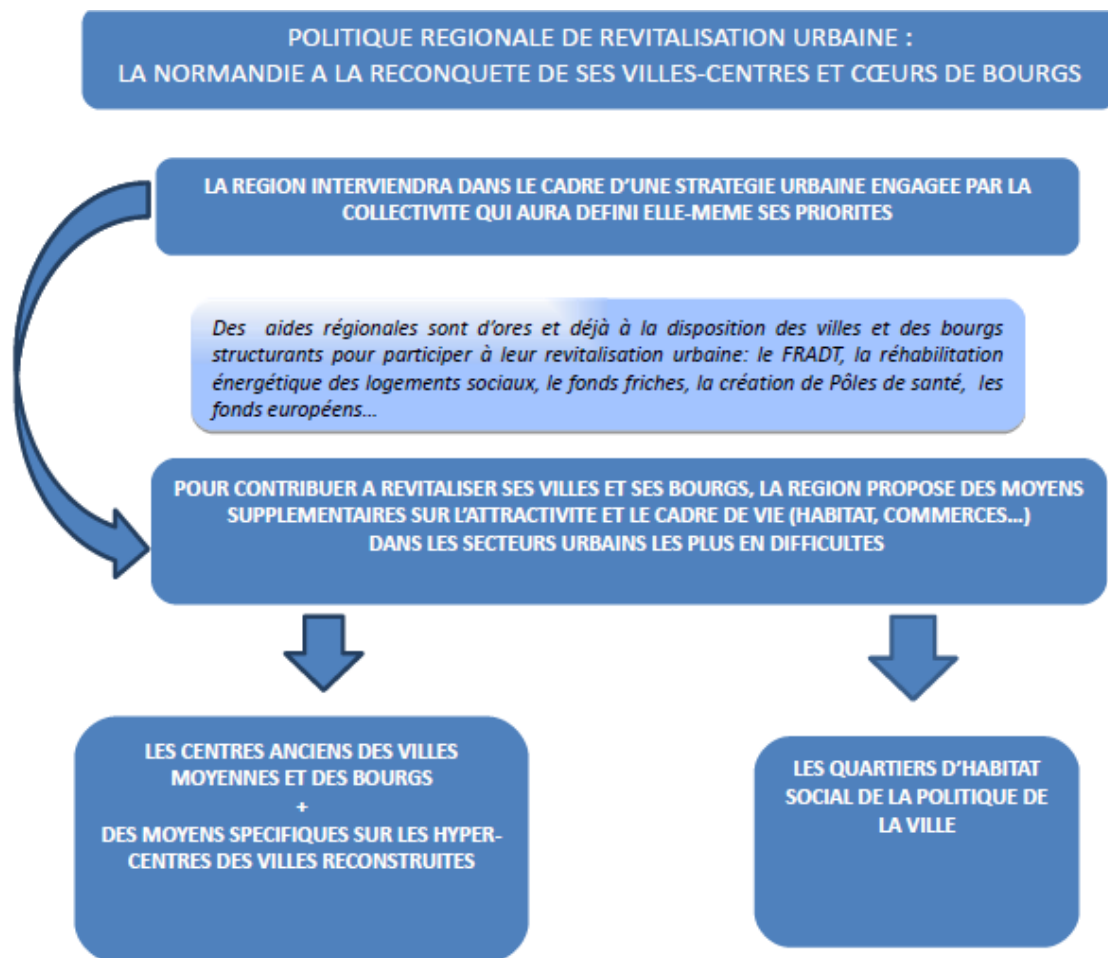 POLITIQUE REGIONALE DE REVITALISATION URBAINE :
LA NORMANDIE A LA RECONQUETE DE SES VILLES-CENTRES ET CŒURS DE BOURGS
LA REGION INTERVIENDRA DANS LE CADRE D’UNE STRATEGIE URBAINE ENGAGEE PAR LA
COLLECTIVITE QUI AURA DEFINI ELLE-MEME SES PRIORITES
Des aides régionales sont d’ores et déjà à la disposition des villes et des bourgs
structurants pour participer à leur revitalisation urbaine: le FRADT, la réhabilitation
énergétique des logements sociaux, le fonds friches, la création de Pôles de santé, les
fonds européens…
POUR CONTRIBUER A REVITALISER SES VILLES ET SES BOURGS, LA REGION PROPOSE DES MOYENS
SUPPLEMENTAIRES SUR L’ATTRACTIVITE ET LE CADRE DE VIE (HABITAT, COMMERCES…)
DANS LES SECTEURS URBAINS LES PLUS EN DIFFICULTES
LES CENTRES ANCIENS DES VILLES
MOYENNES ET DES BOURGS
+
DES MOYENS SPECIFIQUES SUR LES HYPER-
CENTRES DES VILLES RECONSTRUITES
LES QUARTIERS D’HABITAT
SOCIAL DE LA POLITIQUE DE
LA VILLE